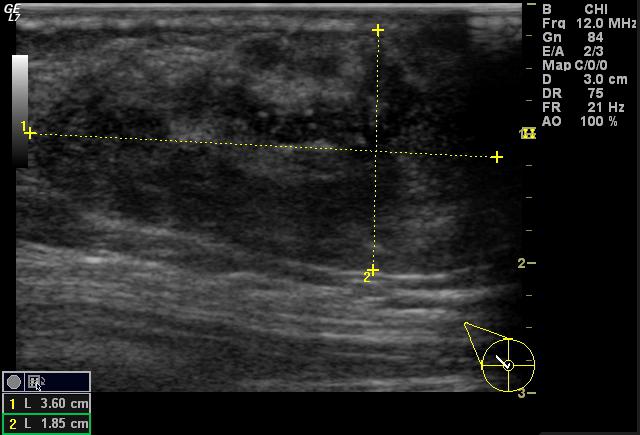 GE
L7
B CHI
Frq 12.0 MHz
Gn 84
E/A 2/3
Map C/0/0
D 3.0 cm
DR 75
FR 21 Hz
AO 100 %
1
2
2
3
1 L 3.60 cm
2 L 1.85 cm